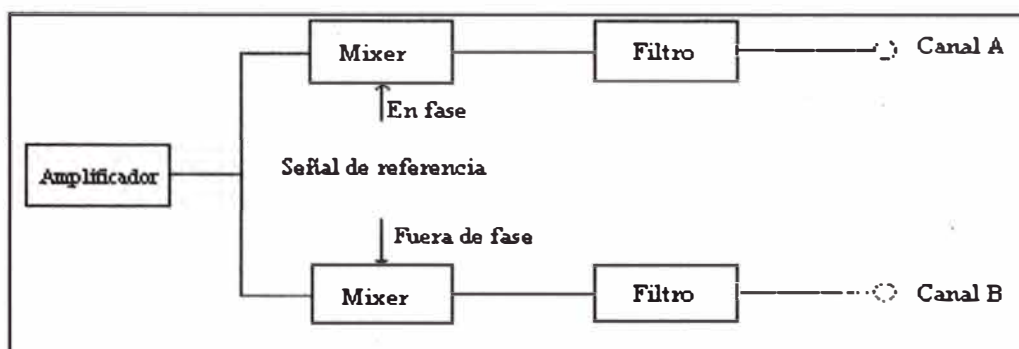 Mixer
Filtro
Canal A
En fase
Amplificador
Señal de referencia
Fuera de fase
Mixer
Filtro
Canal B